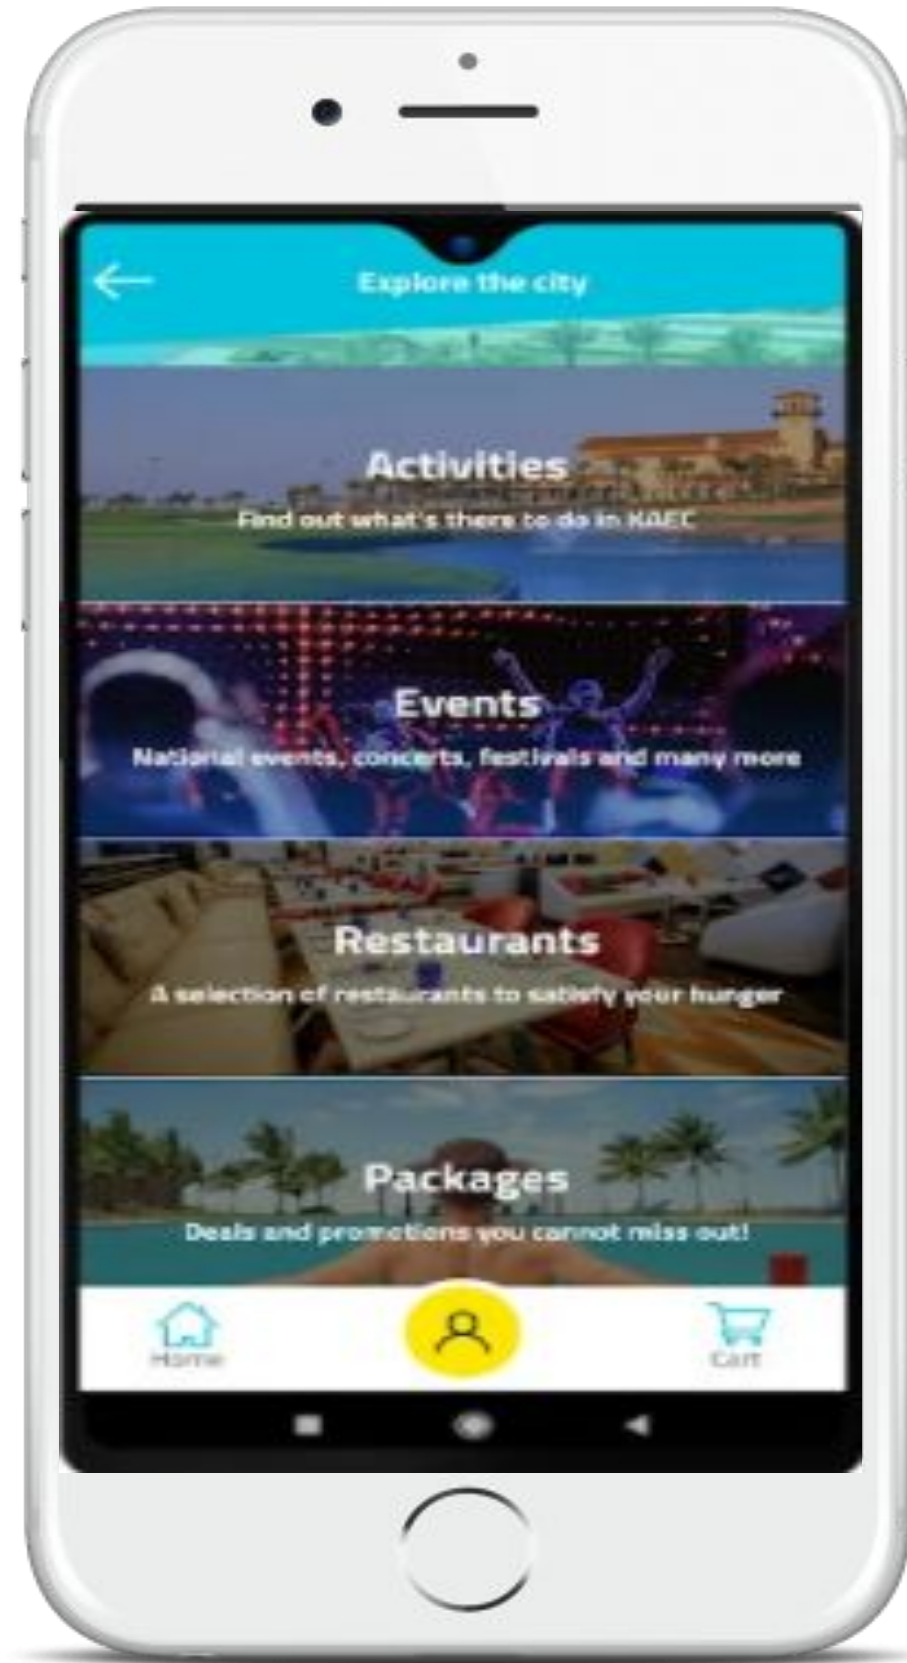 Explore the city
Activities
Find out what's there to do in KAEC
Events
National events, concerts, festivals and many more
Restaurants
A selection of restaurants to satisfy your hunger
Packages
Deals and promotions you cannot miss out!
Home
Cart